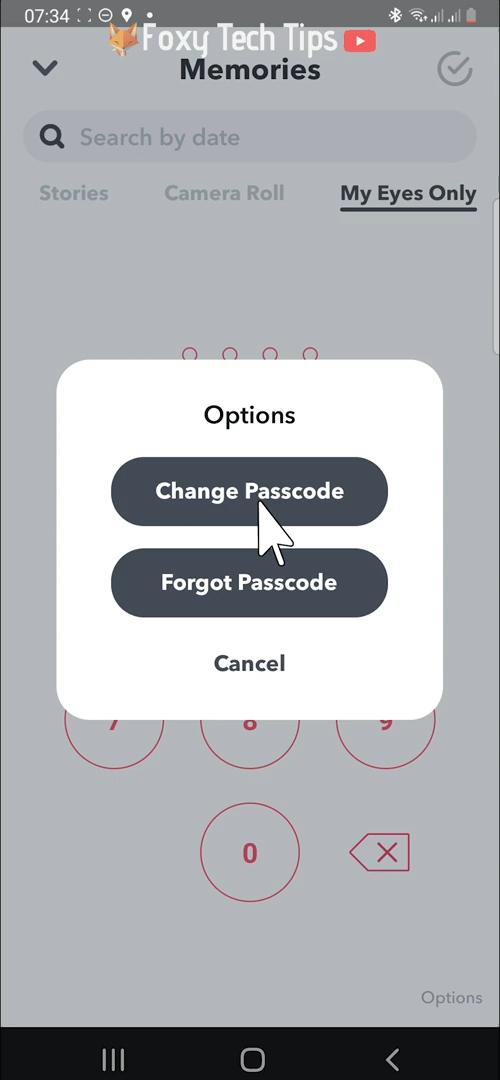 07:34
Foxy Tech Tips
Memories
Search by date
Stories Camera Roll My Eyes Only
Options
Change Passcode
Forgot Passcode
Cancel
7 8 9
0
Options